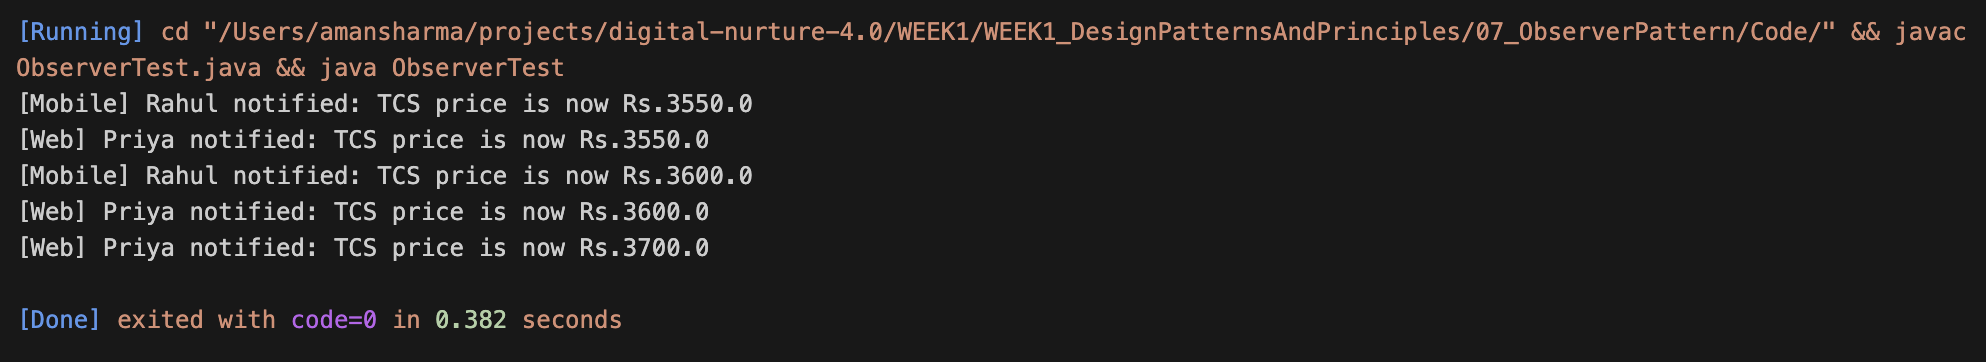 [Running] cd "/Users/amansharma/projects/digital-nurture-4.0/WEEK1/WEEK1_DesignPatternsAndPrinciples/07_ObserverPattern/Code/" && javac
ObserverTest.java && java ObserverTest
[Mobile] Rahul notified: TCS price is now Rs.3550.0
[Web] Priya notified: TCS price is now Rs.3550.0
[Mobile] Rahul notified: TCS price is now Rs.3600.0
[Web] Priya notified: TCS price is now Rs.3600.0
[Web] Priya notified: TCS price is now Rs.3700.0
[Done] exited with code=0 in 0.382 seconds